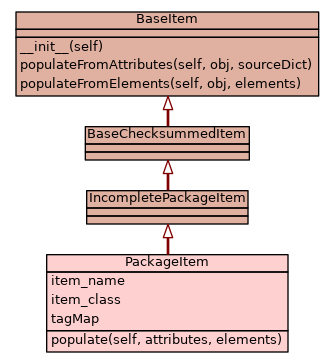 BaseItem
__init__(self)
populateFromAttributes(self, obj, sourceDict)
populateFromElements(self, obj, elements)
BaseChecksummedItem
IncompletePackageItem
PackageItem
item_name
item_class
tagMap
populate(self, attributes, elements)